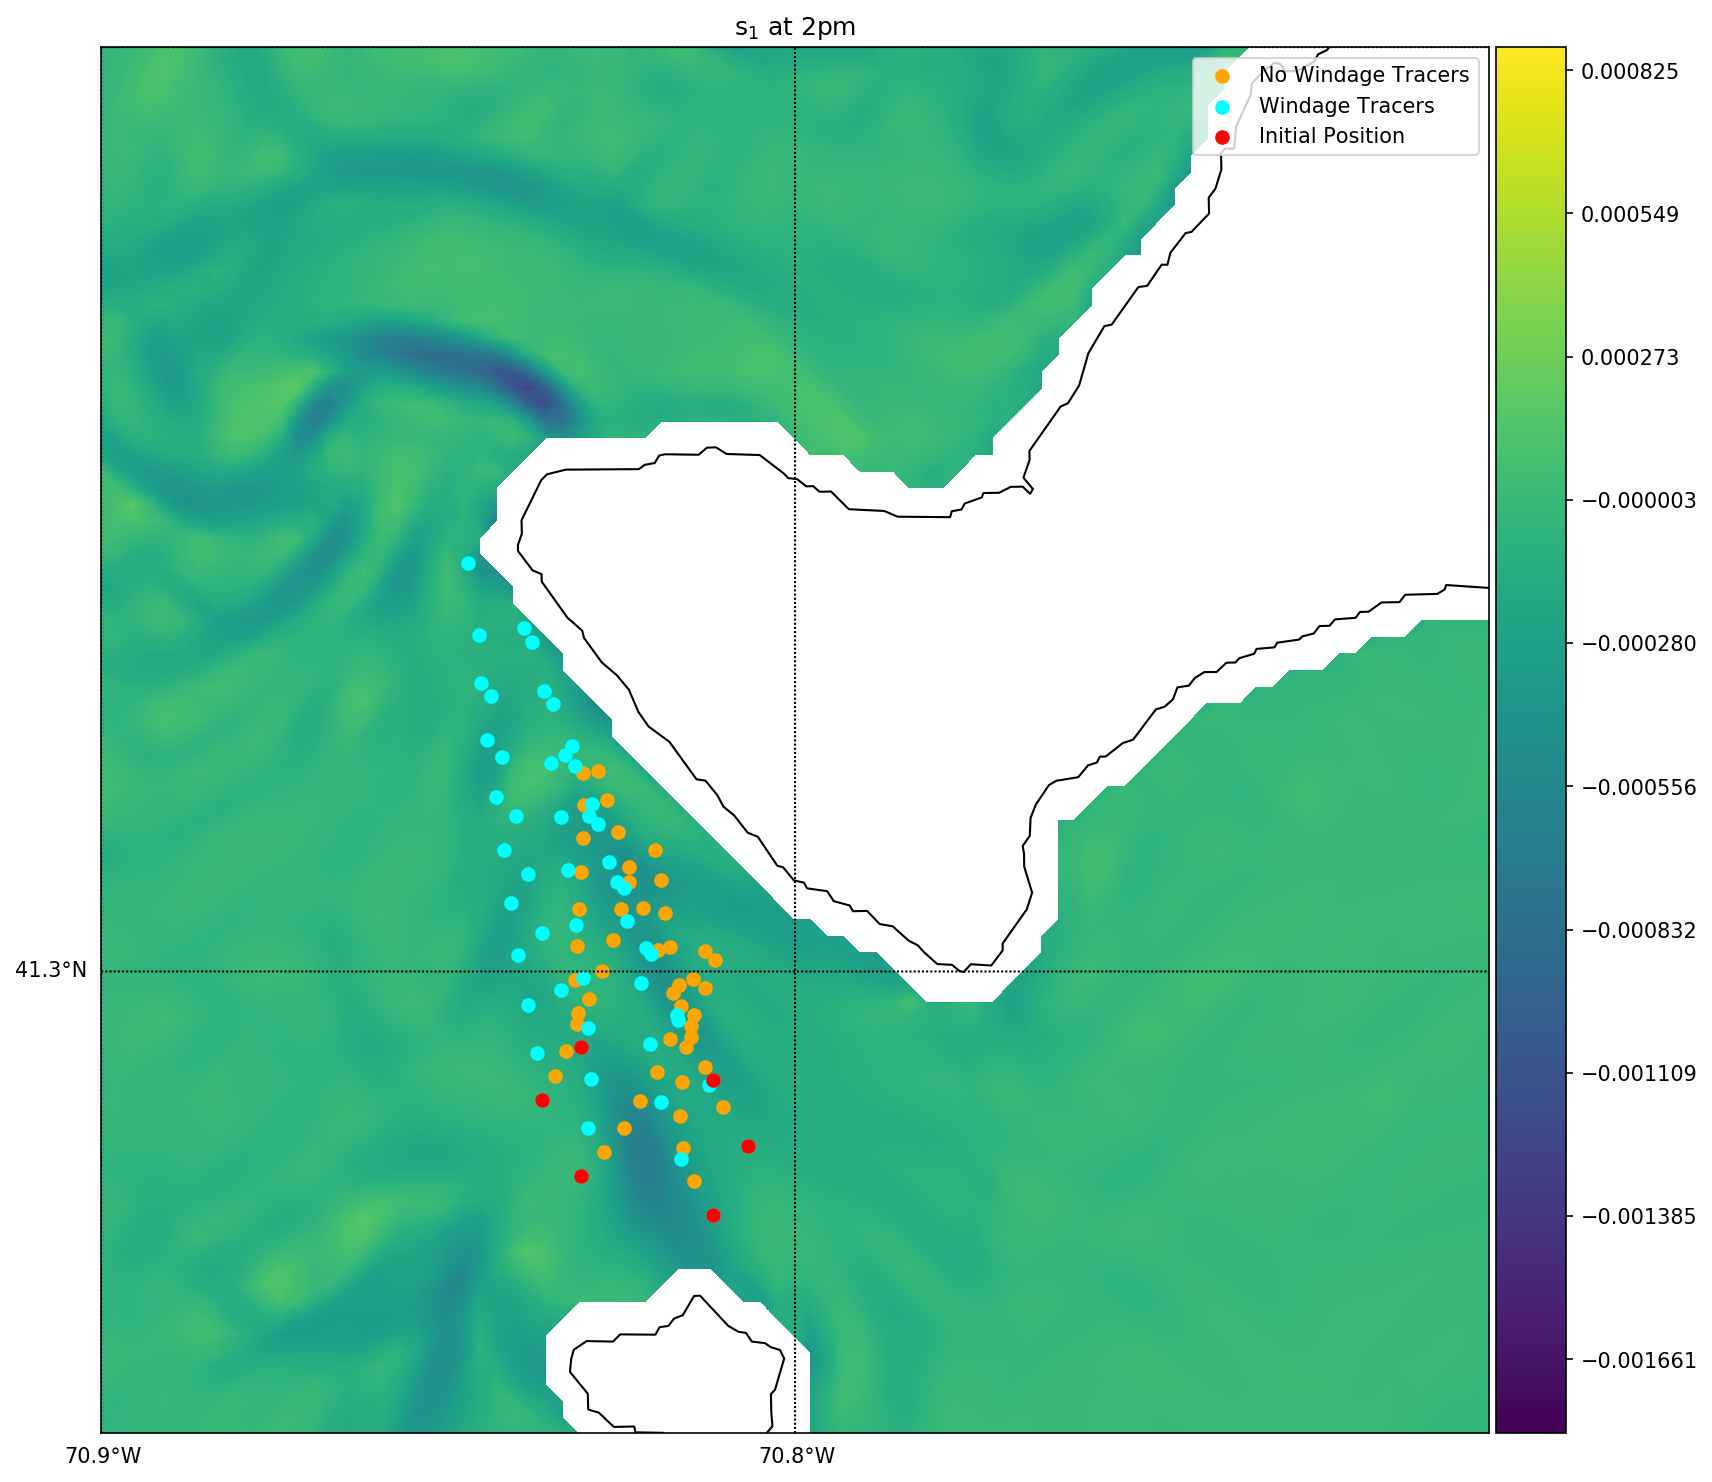 s₁ at 2pm
No Windage Tracers
Windage Tracers
Initial Position
0.000825
0.000549
0.000273
−0.000003
−0.000280
−0.000556
−0.000832
−0.001109
−0.001385
−0.001661
41.3°N
70.9°W
70.8°W